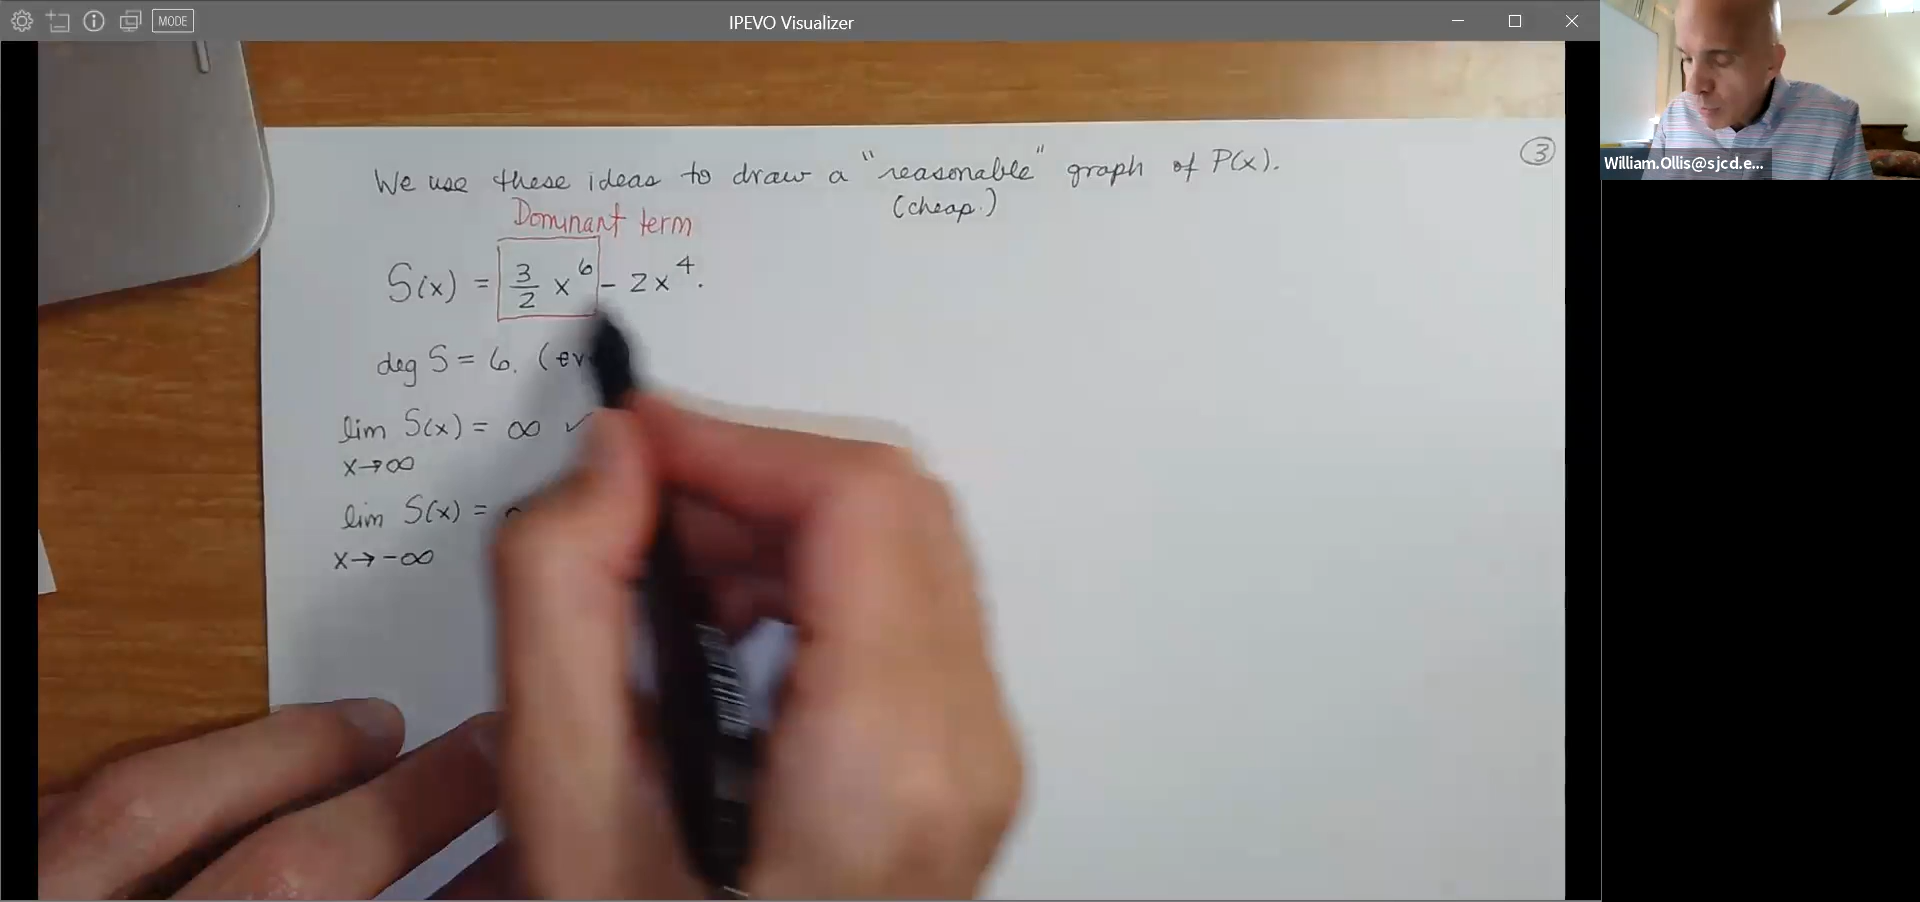 MODE
IPEVO Visualizer
William.Ollis@sjcd.e...
③
We use these ideas to draw a "reasonable" graph of P(x).
(cheap.)
Dominant term
S(x) = 3/2 x^6 - 2x^4.
deg S = 6. (ev
lim S(x) = ∞ ✓
x→∞
lim S(x) =
x→-∞